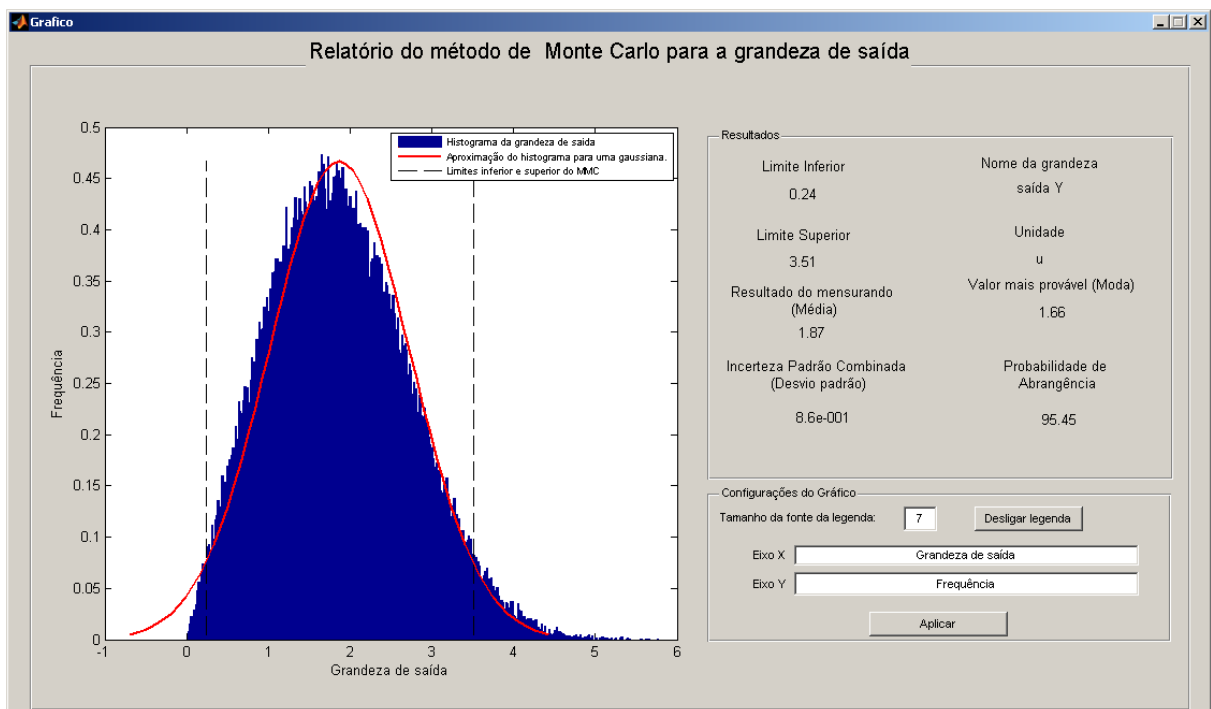 Grafico
Relatório do método de Monte Carlo para a grandeza de saída
0.5
0.45
0.4
0.35
0.3
0.25
0.2
0.15
0.1
0.05
0
-1
0
1
2
3
4
5
6
Frequência
Grandeza de saída
Histograma da grandeza de saida
Aproximação do histograma para uma gaussiana.
Limites inferior e superior do MMC
Resultados
Limite Inferior
0.24
Nome da grandeza
saída Y
Limite Superior
3.51
Unidade
u
Resultado do mensurando
(Média)
1.87
Valor mais provável (Moda)
1.66
Incerteza Padrão Combinada
(Desvio padrão)
8.6e-001
Probabilidade de
Abrangência
95.45
Configurações do Gráfico
Tamanho da fonte da legenda: 7 Desligar legenda
Eixo X Grandeza de saída
Eixo Y Frequência
Aplicar